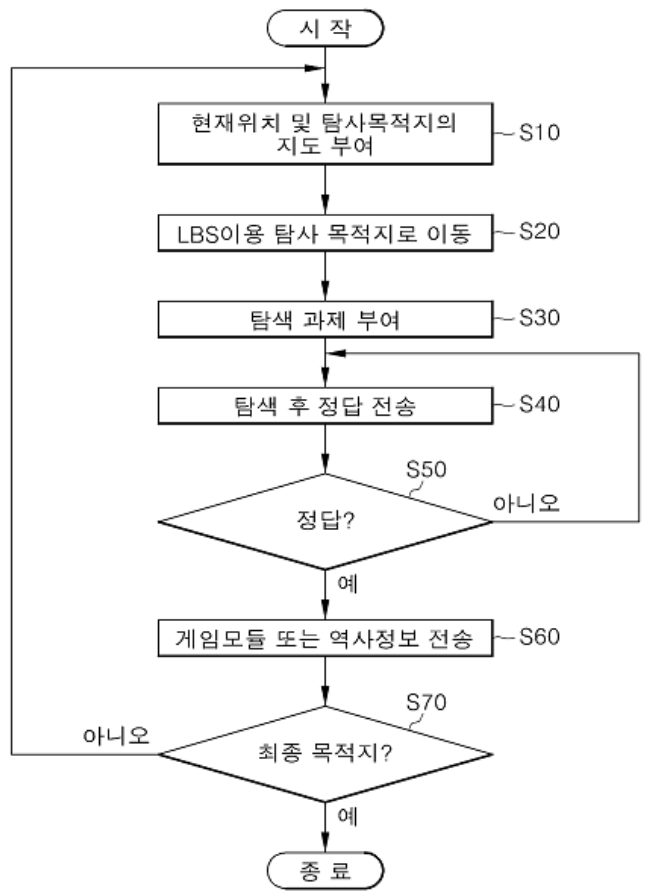 시 작
현재위치 및 탐사목적지의
지도 부여
S10
LBS이용 탐사 목적지로 이동
S20
탐색 과제 부여
S30
탐색 후 정답 전송
S40
S50
정답?
아니오
예
게임모듈 또는 역사정보 전송
S60
S70
아니오
최종 목적지?
예
종 료